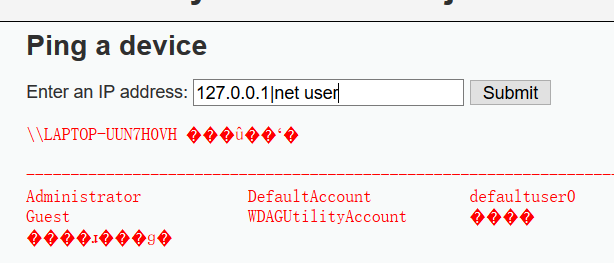 Ping a device
Enter an IP address: 127.0.0.1|net user Submit
\\LAPTOP-UUN7H0VH ���û��ʻ�
-------------------------------------------------------------------------------
Administrator DefaultAccount defaultuser0
Guest WDAGUtilityAccount ����
����ɪ���ɡ�